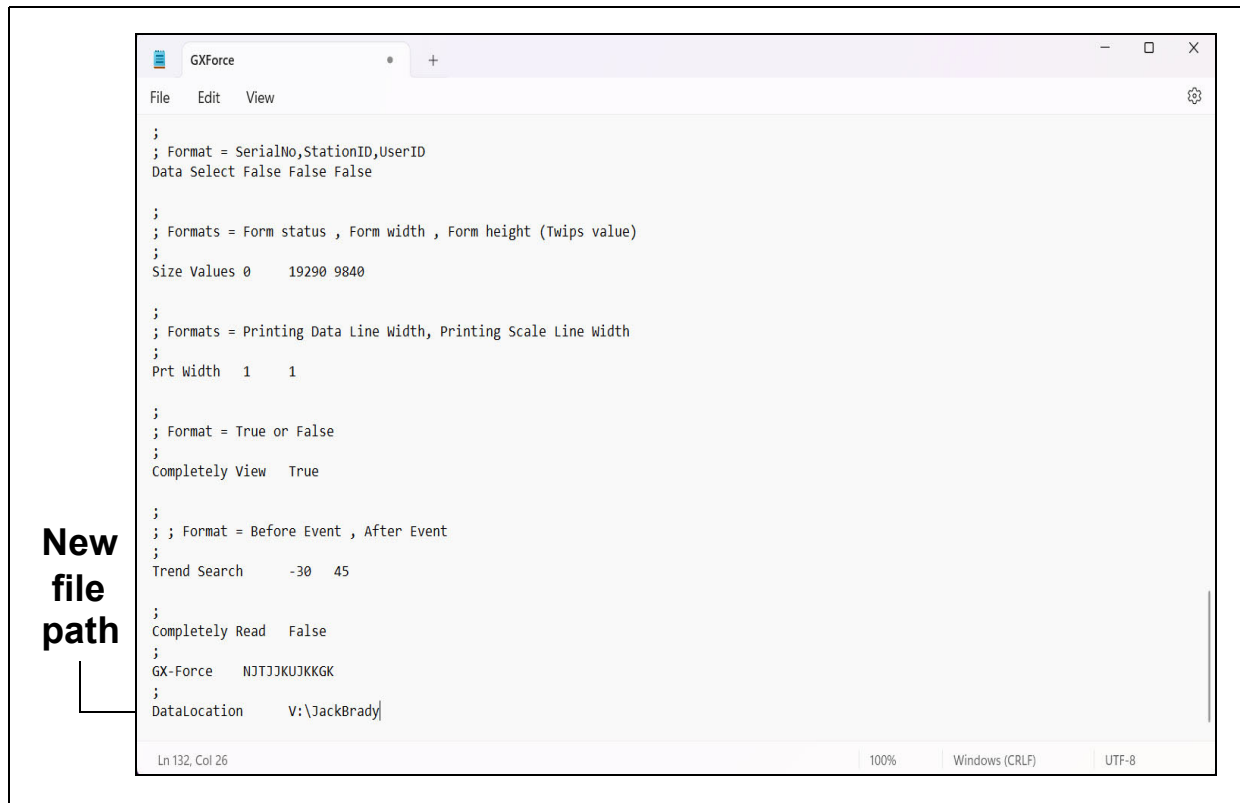 GXForce
File Edit View
;
; Format = SerialNo,StationID,UserID
Data Select False False False
;
; Formats = Form status , Form width , Form height (Twips value)
;
Size Values 0 19290 9840
;
; Formats = Printing Data Line Width, Printing Scale Line Width
;
Prt Width 1 1
;
; Format = True or False
;
Completely View True
;
; ; Format = Before Event , After Event
;
Trend Search -30 45
;
Completely Read False
;
GX-Force NJTJJKUJKKGK
;
DataLocation V:\JackBrady
Ln 132, Col 26 100% Windows (CRLF) UTF-8
New
file
path